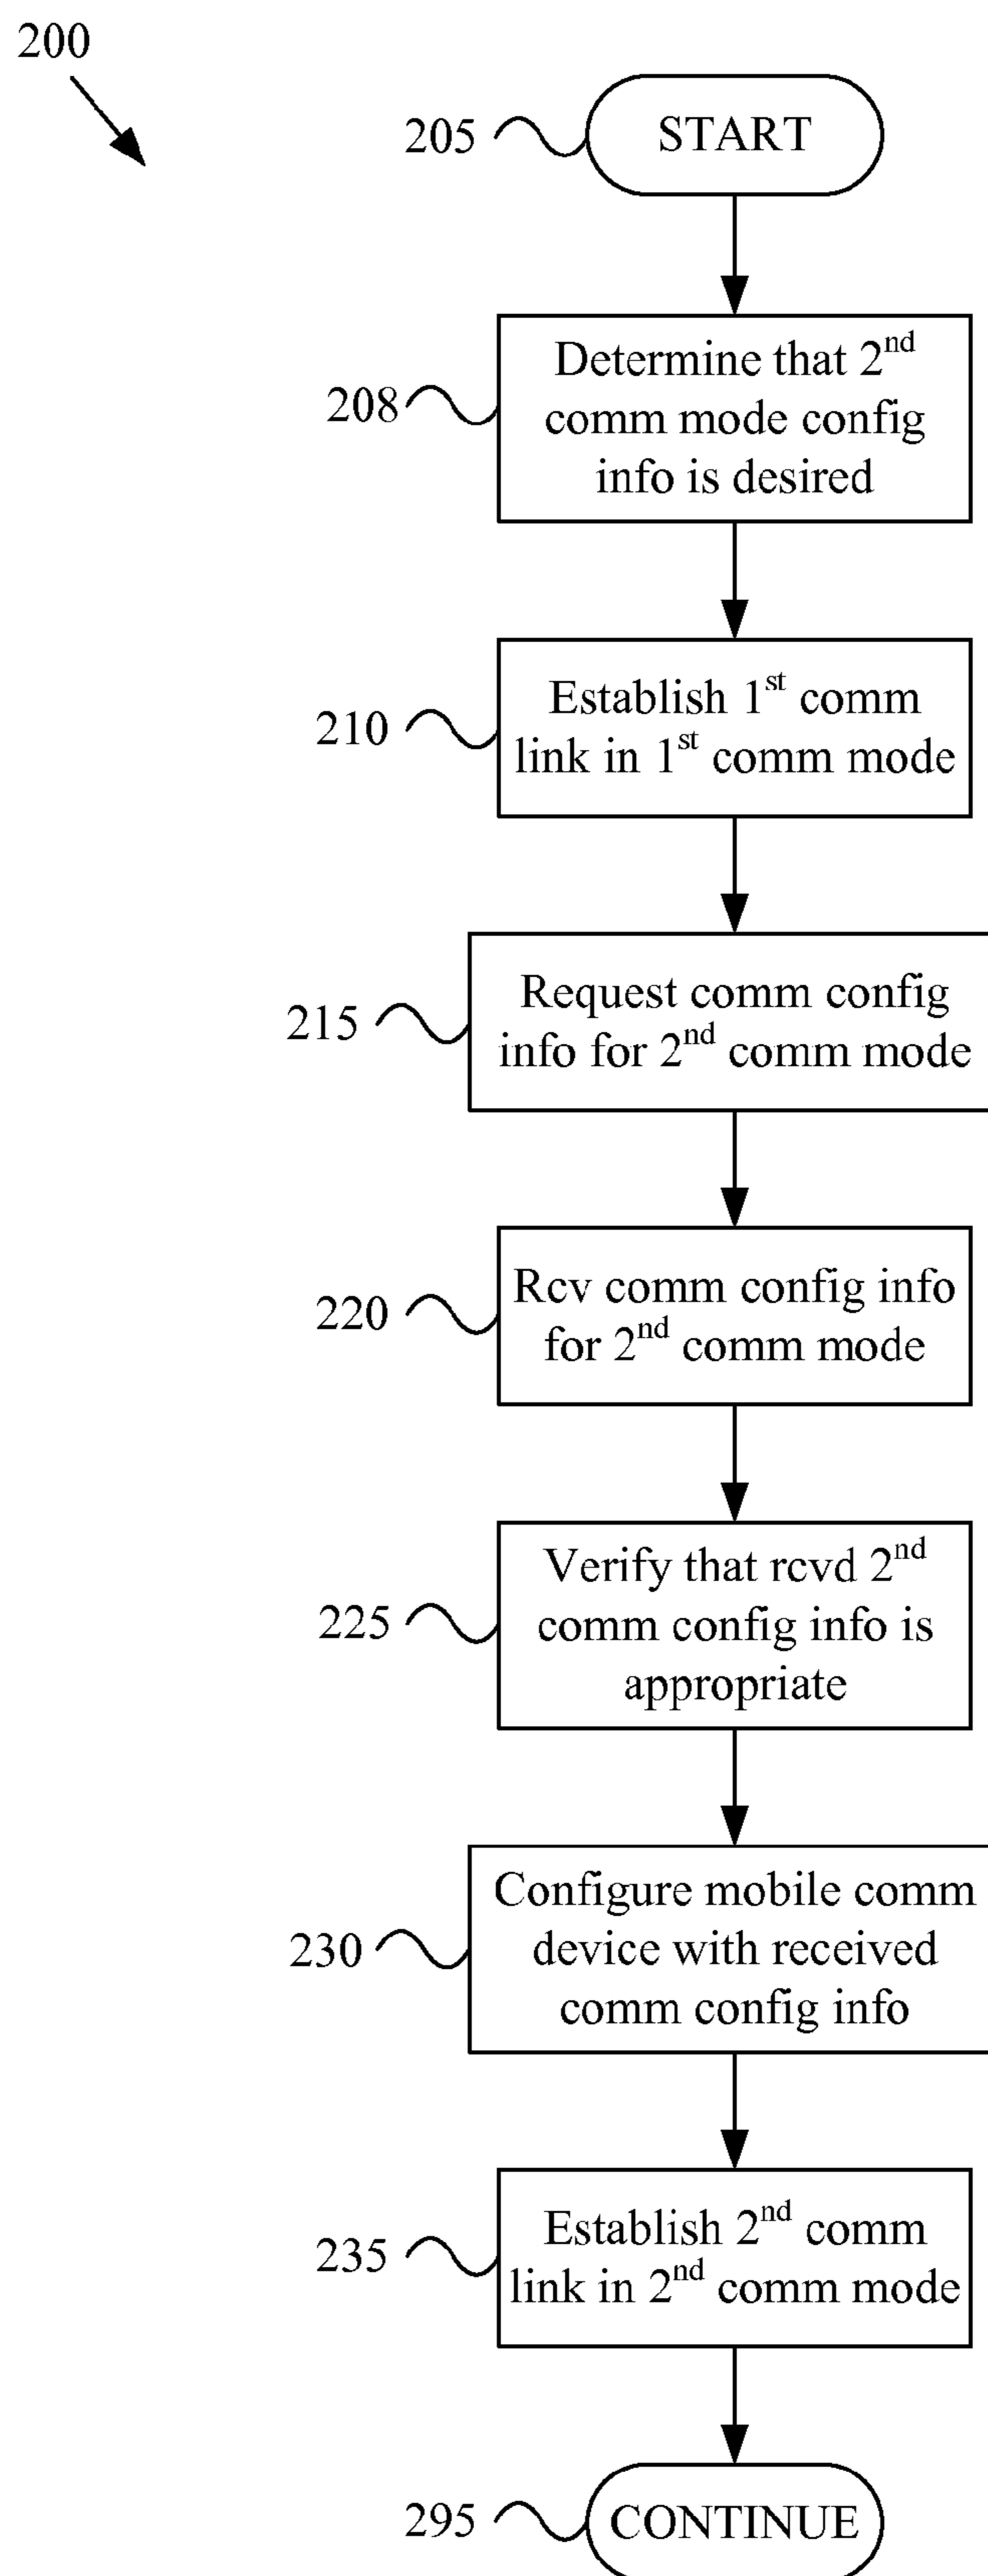 200
205
START
208
Determine that 2nd
comm mode config
info is desired
210
Establish 1st comm
link in 1st comm mode
215
Request comm config
info for 2nd comm mode
220
Rcv comm config info
for 2nd comm mode
225
Verify that rcvd 2nd
comm config info is
appropriate
230
Configure mobile comm
device with received
comm config info
235
Establish 2nd comm
link in 2nd comm mode
295
CONTINUE